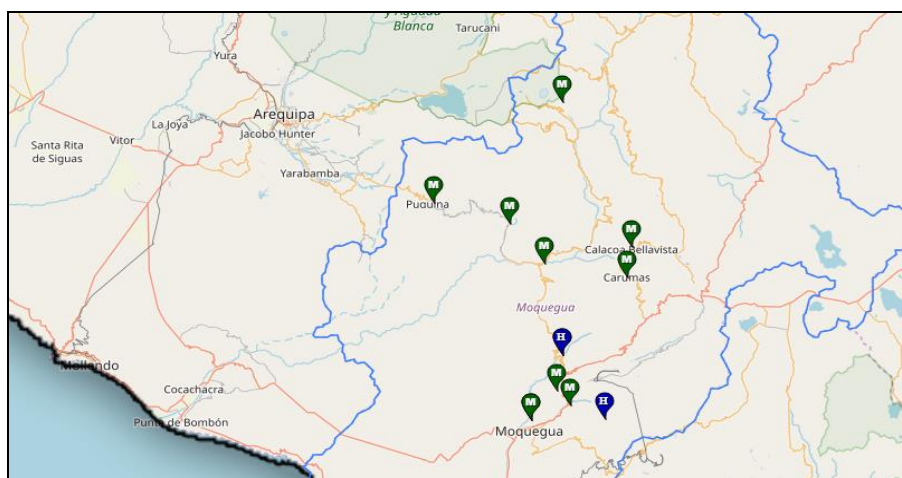 y Aguada
Blanca
Tarucani
Yura
M
Arequipa
La Joya
Jacobo Hunter
Vitor
Santa Rita
de Siguas
Yarabamba
M
Puquina
M
M
M
Calacoa Bellavista
M
Carumas
Moquegua
H
Mollendo
M
M
Cocachacra
M
H
Punta de Bombón
Moquegua